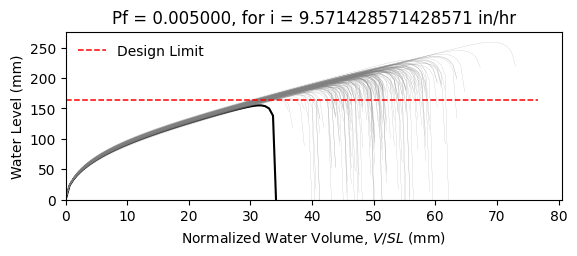 Pf = 0.005000, for i = 9.571428571428571 in/hr
Water Level (mm)
250
200
150
100
50
0
Design Limit
0 10 20 30 40 50 60 70 80
Normalized Water Volume, V/SL (mm)